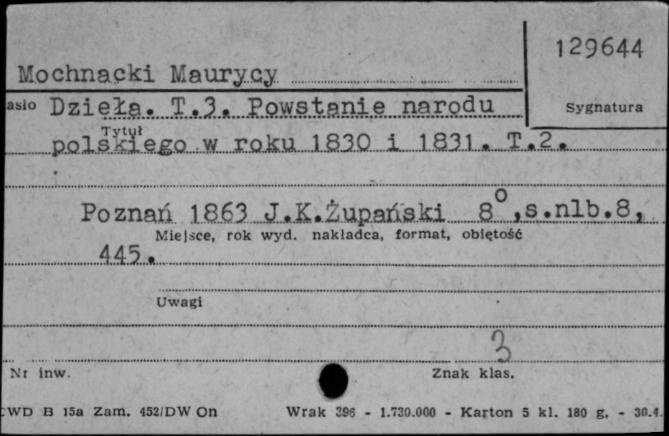 129644
Mochnacki Maurycy
asło Dzieła. T.3. Powstanie narodu
Sygnatura
Tytuł
polskiego w roku 1830 i 1831. T.2.
Poznań 1863 J.K.Żupański 8°,s.nlb.8,
Miejsce, rok wyd. nakładca, format, objętość
445.
Uwagi
3
Nr inw.
Znak klas.
CWD B 15a Zam. 452/DW On Wrak 396 - 1.730.000 - Karton 5 kl. 180 g. - 30.4.